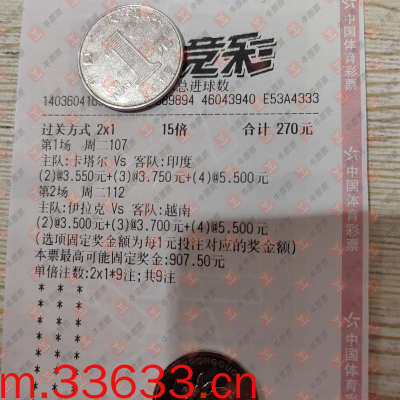 竞彩
总进球数
46043940 E53A4333
过关方式 2x1 15倍 合计 270元
第1场 周二107
主队:卡塔尔 Vs 客队:印度
(2)@3.550元+(3)@3.750元+(4)@5.500元
第2场 周二112
主队:伊拉克 Vs 客队:越南
(2)@3.500元+(3)@3.700元+(4)@5.500元
(选项固定奖金额为每1元投注对应的奖金额)
本票最高可能固定奖金:907.50元
单倍注数:2x1*9注;共9注
中国体育彩票
中国体育彩票
中国体育彩票
m.33633.cn